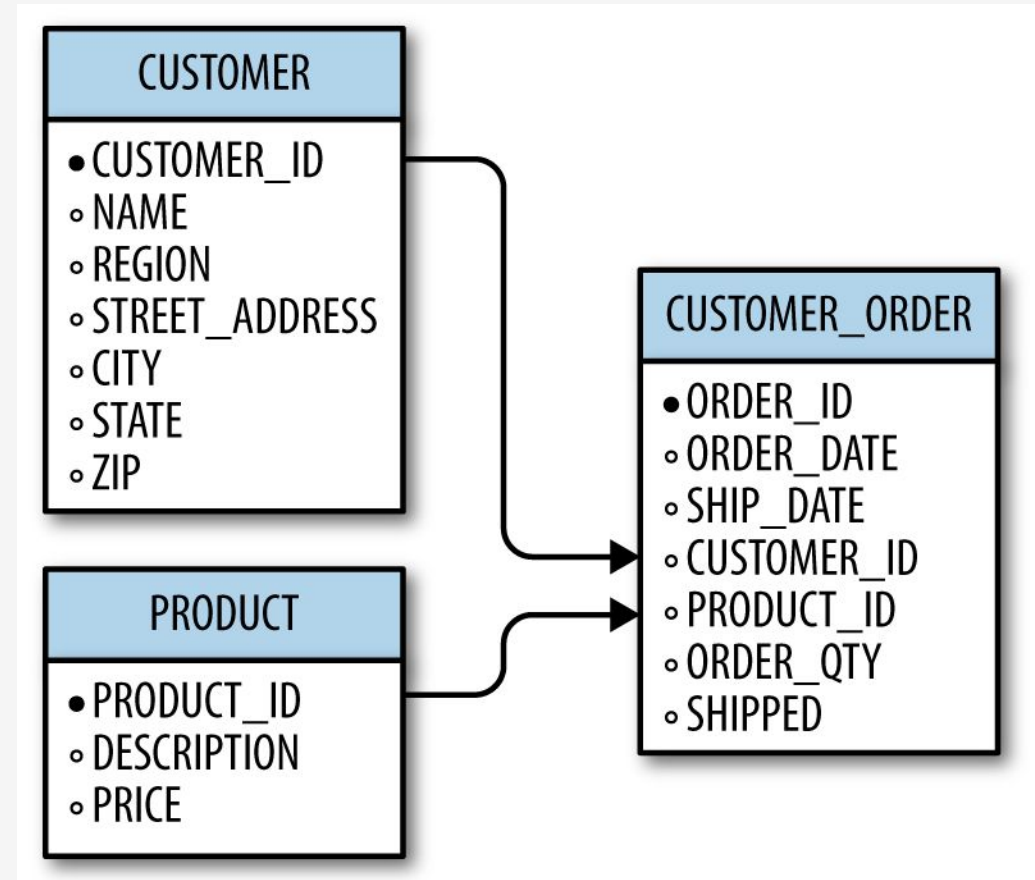 CUSTOMER
CUSTOMER_ID
NAME
REGION
STREET_ADDRESS
CITY
STATE
ZIP
PRODUCT
PRODUCT_ID
DESCRIPTION
PRICE
CUSTOMER_ORDER
ORDER_ID
ORDER_DATE
SHIP_DATE
CUSTOMER_ID
PRODUCT_ID
ORDER_QTY
SHIPPED